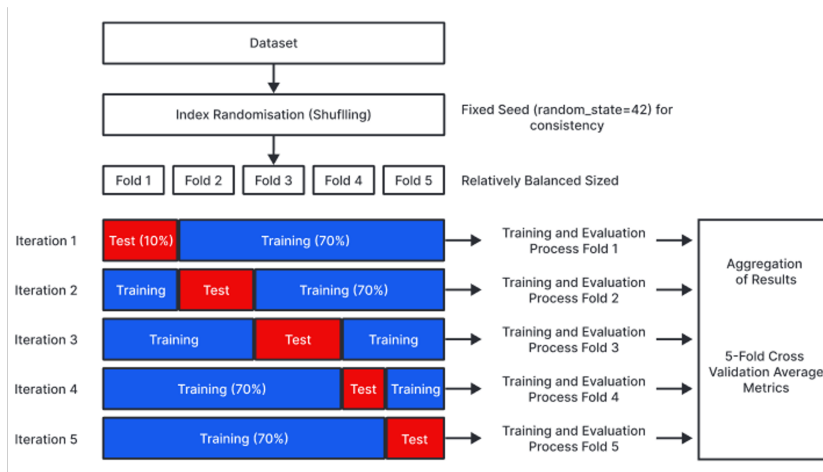 Dataset
Index Randomisation (Shuflling)
Fixed Seed (random_state=42) for
consistency
Fold 1
Fold 2
Fold 3
Fold 4
Fold 5
Relatively Balanced Sized
Iteration 1
Test (10%)
Training (70%)
Training and Evaluation
Process Fold 1
Iteration 2
Training
Test
Training (70%)
Training and Evaluation
Process Fold 2
Iteration 3
Training
Test
Training
Training and Evaluation
Process Fold 3
Iteration 4
Training (70%)
Test
Training
Training and Evaluation
Process Fold 4
Iteration 5
Training (70%)
Test
Training and Evaluation
Process Fold 5
Aggregation
of Results
5-Fold Cross
Validation Average
Metrics